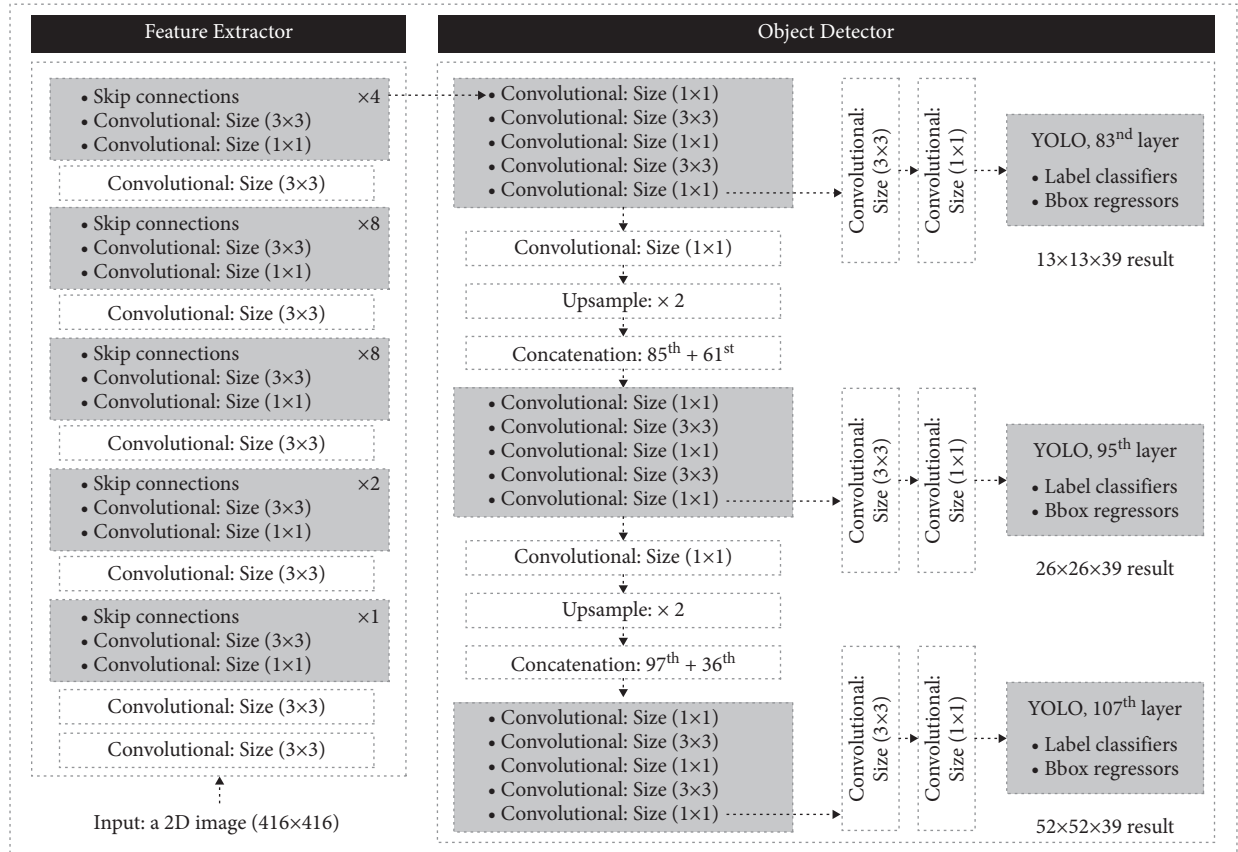 Feature Extractor
• Skip connections ×4
• Convolutional: Size (3×3)
• Convolutional: Size (1×1)
Convolutional: Size (3×3)
• Skip connections ×8
• Convolutional: Size (3×3)
• Convolutional: Size (1×1)
Convolutional: Size (3×3)
• Skip connections ×8
• Convolutional: Size (3×3)
• Convolutional: Size (1×1)
Convolutional: Size (3×3)
• Skip connections ×2
• Convolutional: Size (3×3)
• Convolutional: Size (1×1)
Convolutional: Size (3×3)
• Skip connections ×1
• Convolutional: Size (3×3)
• Convolutional: Size (1×1)
Convolutional: Size (3×3)
Convolutional: Size (3×3)
Input: a 2D image (416×416)
Object Detector
• Convolutional: Size (1×1)
• Convolutional: Size (3×3)
• Convolutional: Size (1×1)
• Convolutional: Size (3×3)
• Convolutional: Size (1×1)
Convolutional:
Size (3×3)
Convolutional:
Size (1×1)
YOLO, 83nd layer
• Label classifiers
• Bbox regressors
13×13×39 result
Convolutional: Size (1×1)
Upsample: × 2
Concatenation: 85th + 61st
• Convolutional: Size (1×1)
• Convolutional: Size (3×3)
• Convolutional: Size (1×1)
• Convolutional: Size (3×3)
• Convolutional: Size (1×1)
Convolutional:
Size (3×3)
Convolutional:
Size (1×1)
YOLO, 95th layer
• Label classifiers
• Bbox regressors
26×26×39 result
Convolutional: Size (1×1)
Upsample: × 2
Concatenation: 97th + 36th
• Convolutional: Size (1×1)
• Convolutional: Size (3×3)
• Convolutional: Size (1×1)
• Convolutional: Size (3×3)
• Convolutional: Size (1×1)
Convolutional:
Size (3×3)
Convolutional:
Size (1×1)
YOLO, 107th layer
• Label classifiers
• Bbox regressors
52×52×39 result